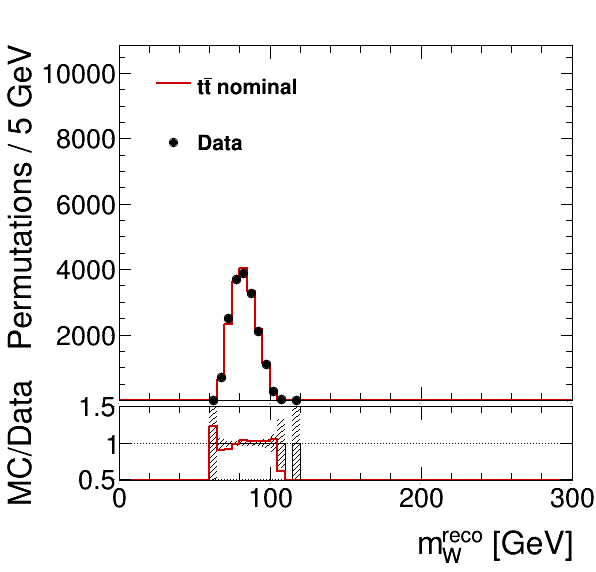 Permutations / 5 GeV
10000
8000
6000
4000
2000
tt̄ nominal
Data
MC/Data
1.5
1
0.5
0 100 200 300
m_W^reco [GeV]